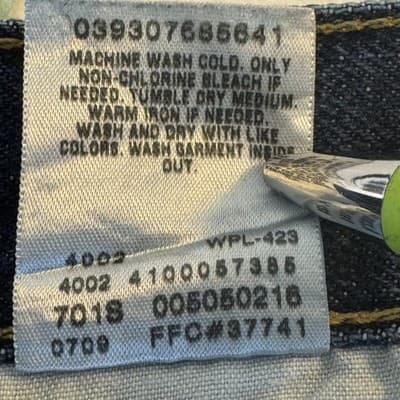 039307685641
MACHINE WASH COLD. ONLY
NON-CHLORINE BLEACH IF
NEEDED. TUMBLE DRY MEDIUM.
WARM IRON IF NEEDED.
WASH AND DRY WITH LIKE
COLORS. WASH GARMENT INSIDE
OUT.
4002 WPL-423
4002 4100057385
701S 005050216
0709 FFC#37741